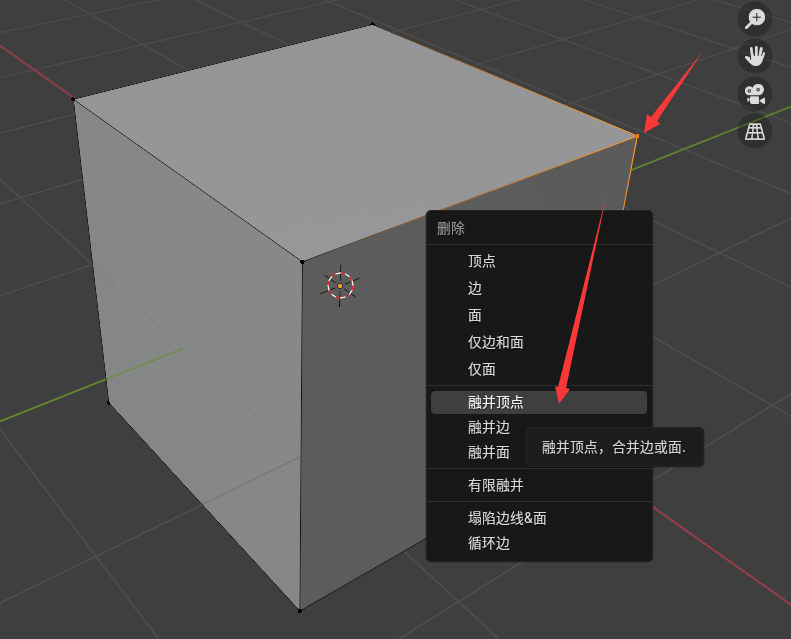 删除
顶点
边
面
仅边和面
仅面
融并顶点
融并边
融并面
融并顶点，合并边或面.
有限融并
塌陷边线&面
循环边